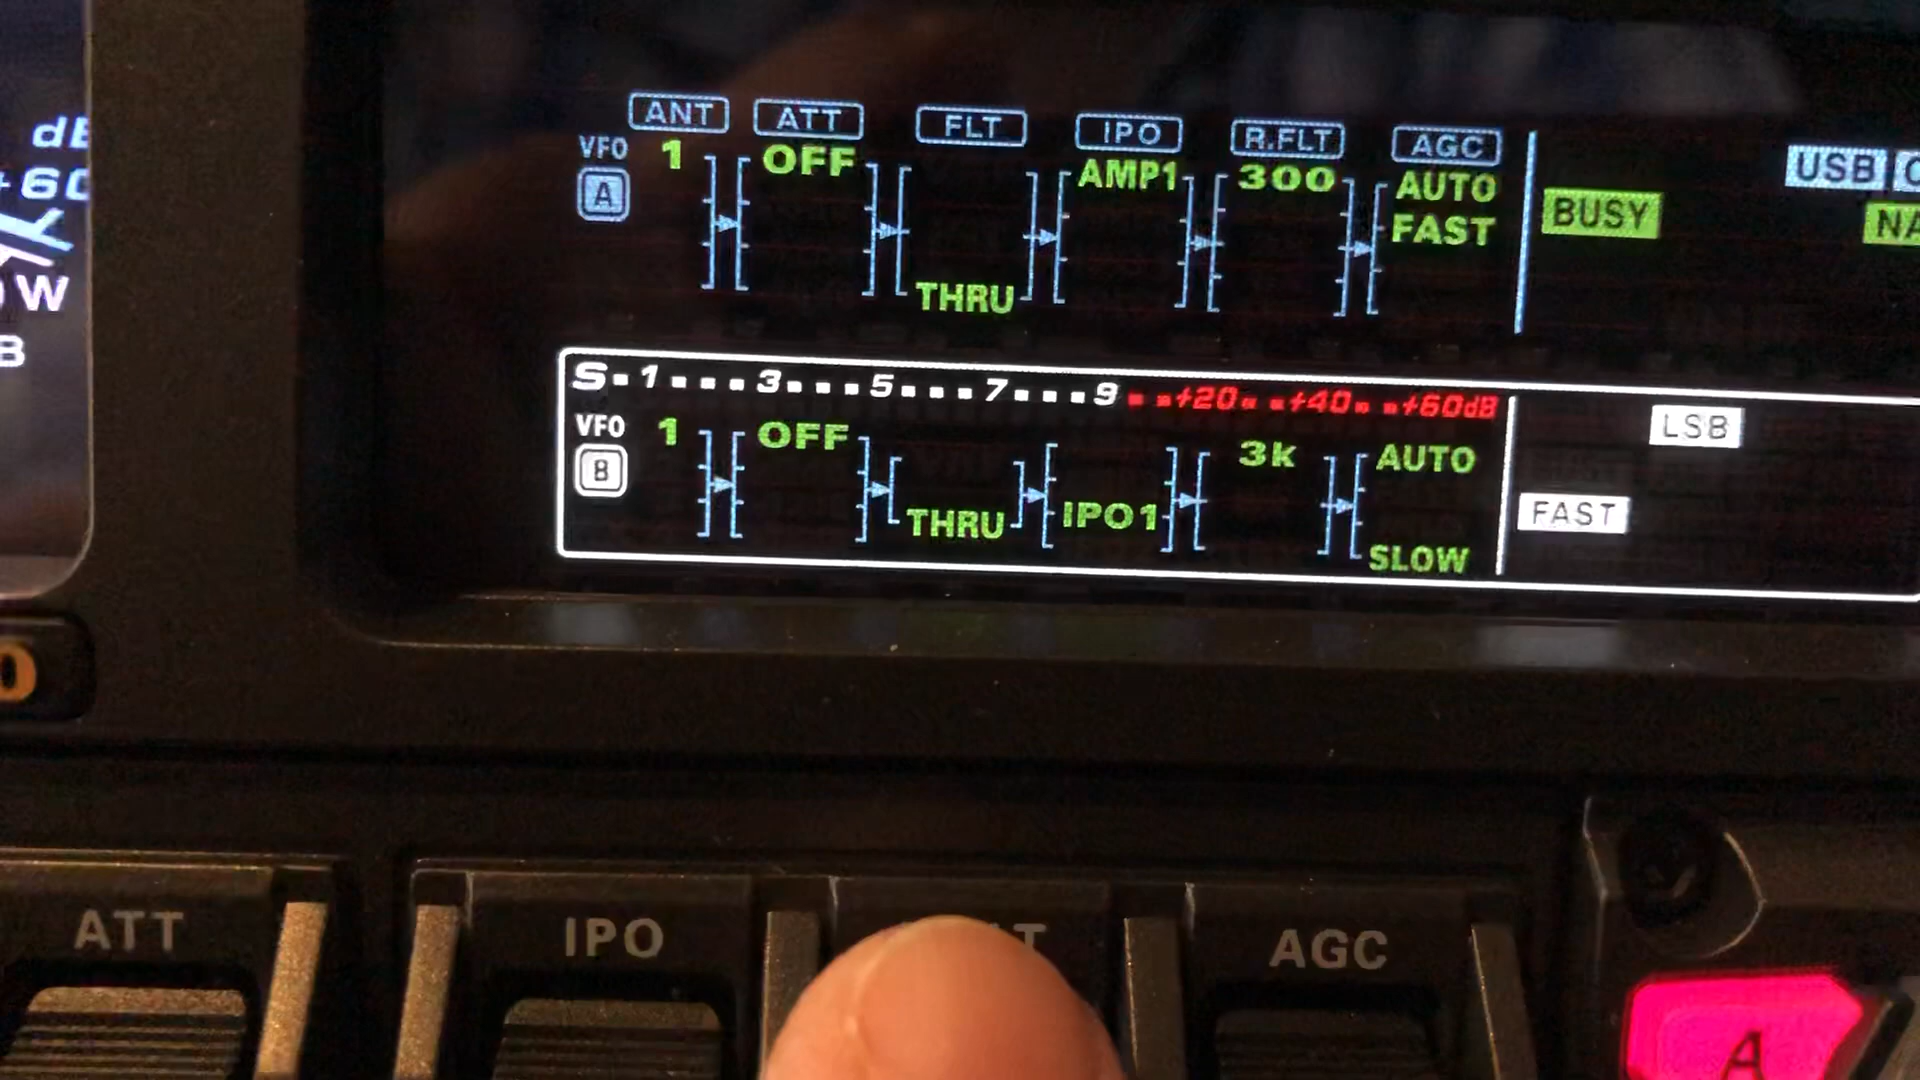 ANT ATT FLT IPO R.FLT AGC
VFO 1 OFF AMP1 300 AUTO
A FAST
THRU
BUSY
USB
S 1 3 5 7 9 +20 +40 +60dB
VFO 1 OFF 3k AUTO
B THRU IPO1
SLOW
LSB
FAST
+60
W
B
ATT IPO AGC
A